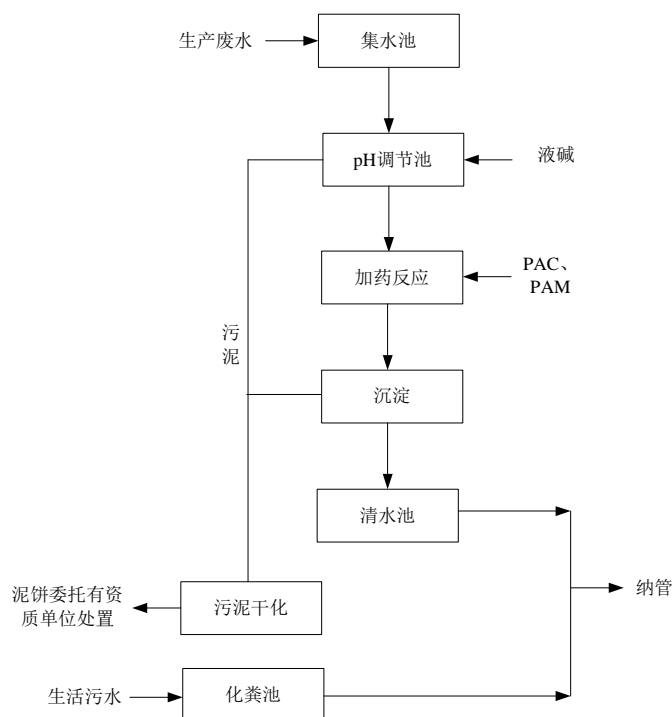 生产废水
集水池
pH调节池
液碱
加药反应
PAC、
PAM
污
泥
沉淀
清水池
泥饼委托有资
质单位处置
污泥干化
纳管
生活污水
化粪池